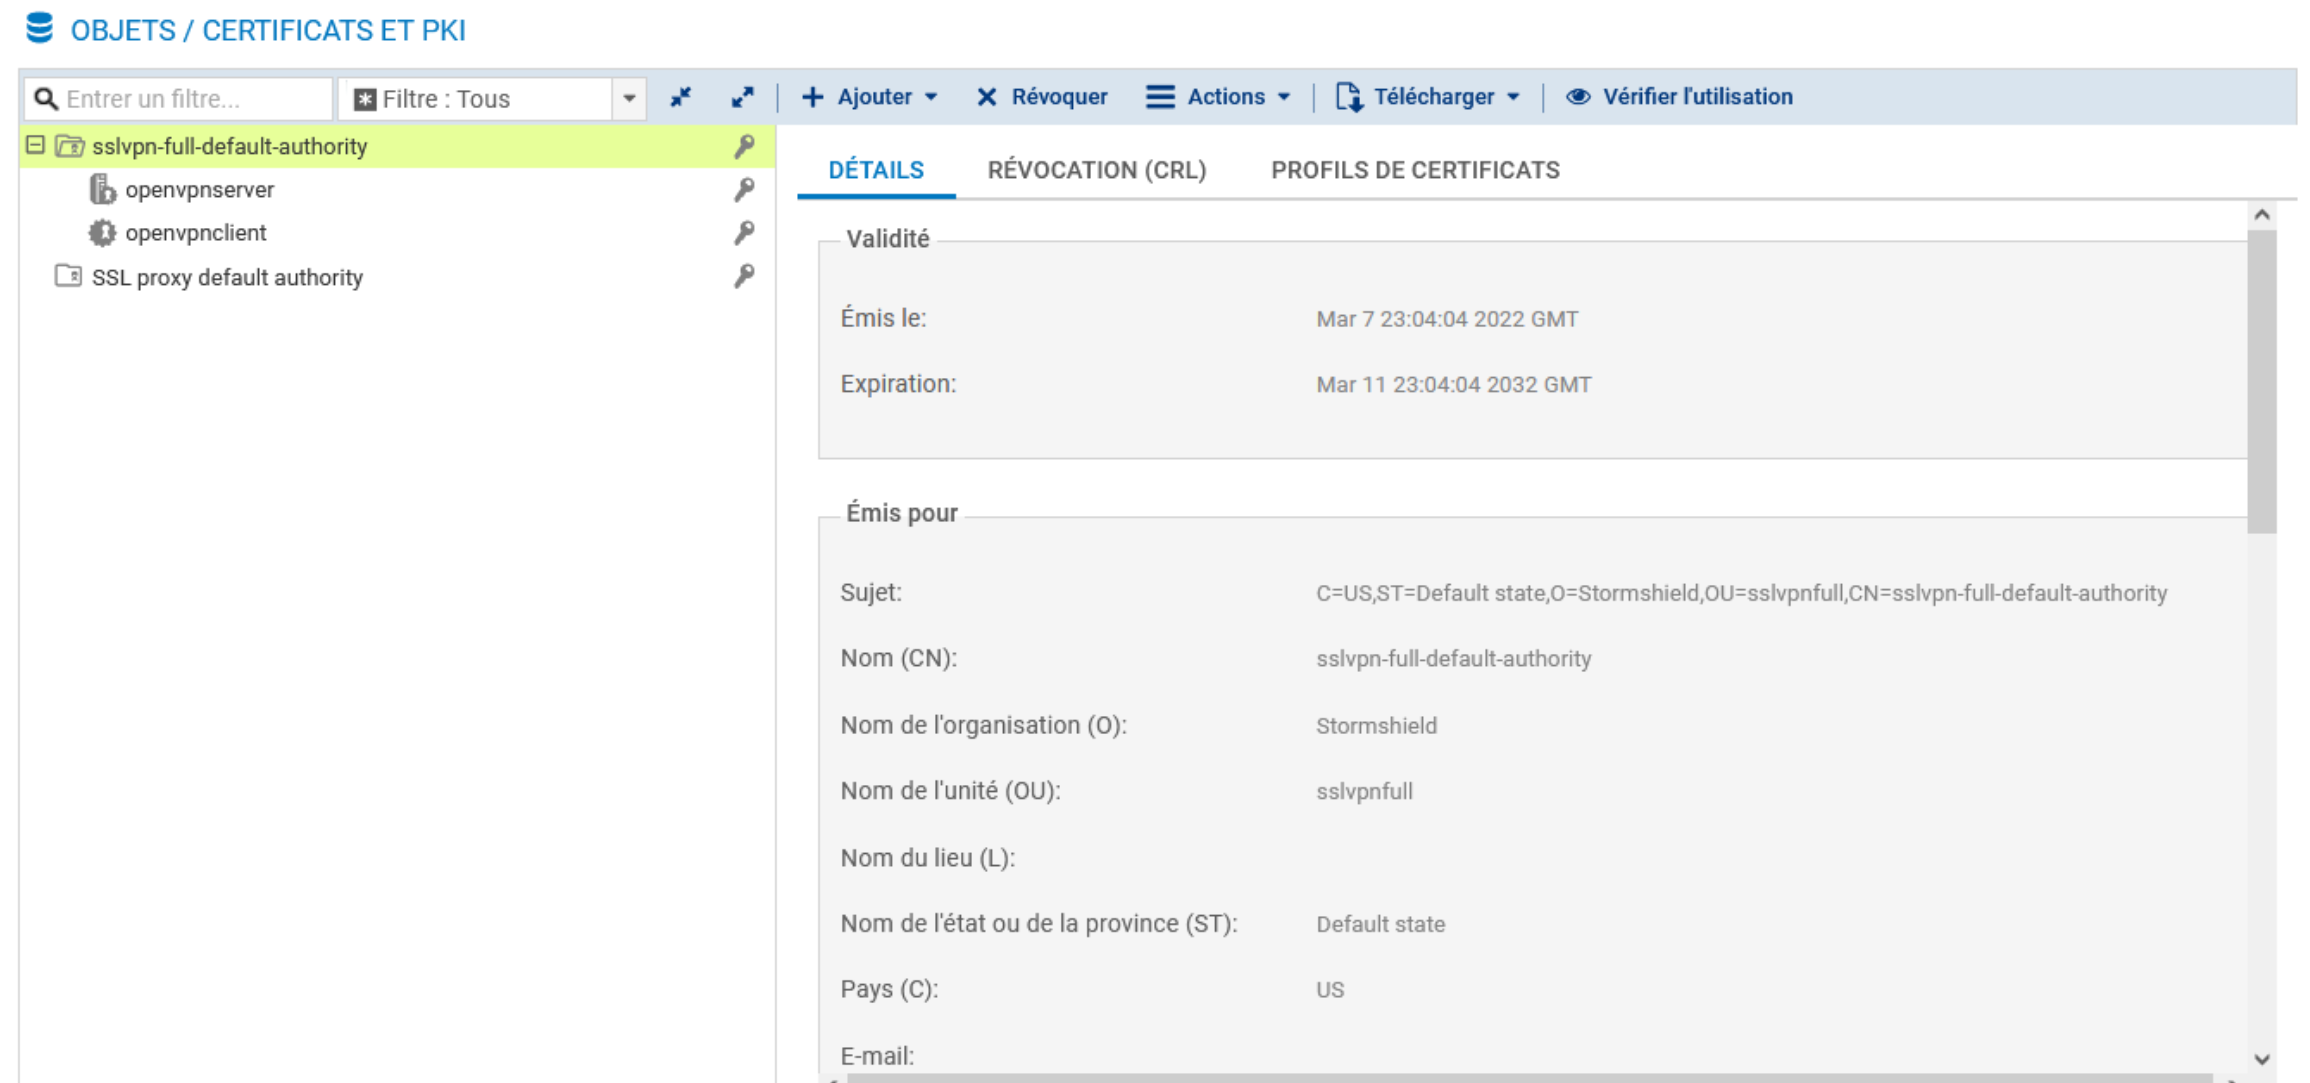 OBJETS / CERTIFICATS ET PKI
Entrer un filtre... Filtre : Tous Ajouter Révoquer Actions Télécharger Vérifier l'utilisation
sslvpn-full-default-authority
openvpnserver
openvpnclient
SSL proxy default authority
DÉTAILS RÉVOCATION (CRL) PROFILS DE CERTIFICATS
Validité
Émis le: Mar 7 23:04:04 2022 GMT
Expiration: Mar 11 23:04:04 2032 GMT
Émis pour
Sujet: C=US,ST=Default state,O=Stormshield,OU=sslvpnfull,CN=sslvpn-full-default-authority
Nom (CN): sslvpn-full-default-authority
Nom de l'organisation (O): Stormshield
Nom de l'unité (OU): sslvpnfull
Nom du lieu (L):
Nom de l'état ou de la province (ST): Default state
Pays (C): US
E-mail: